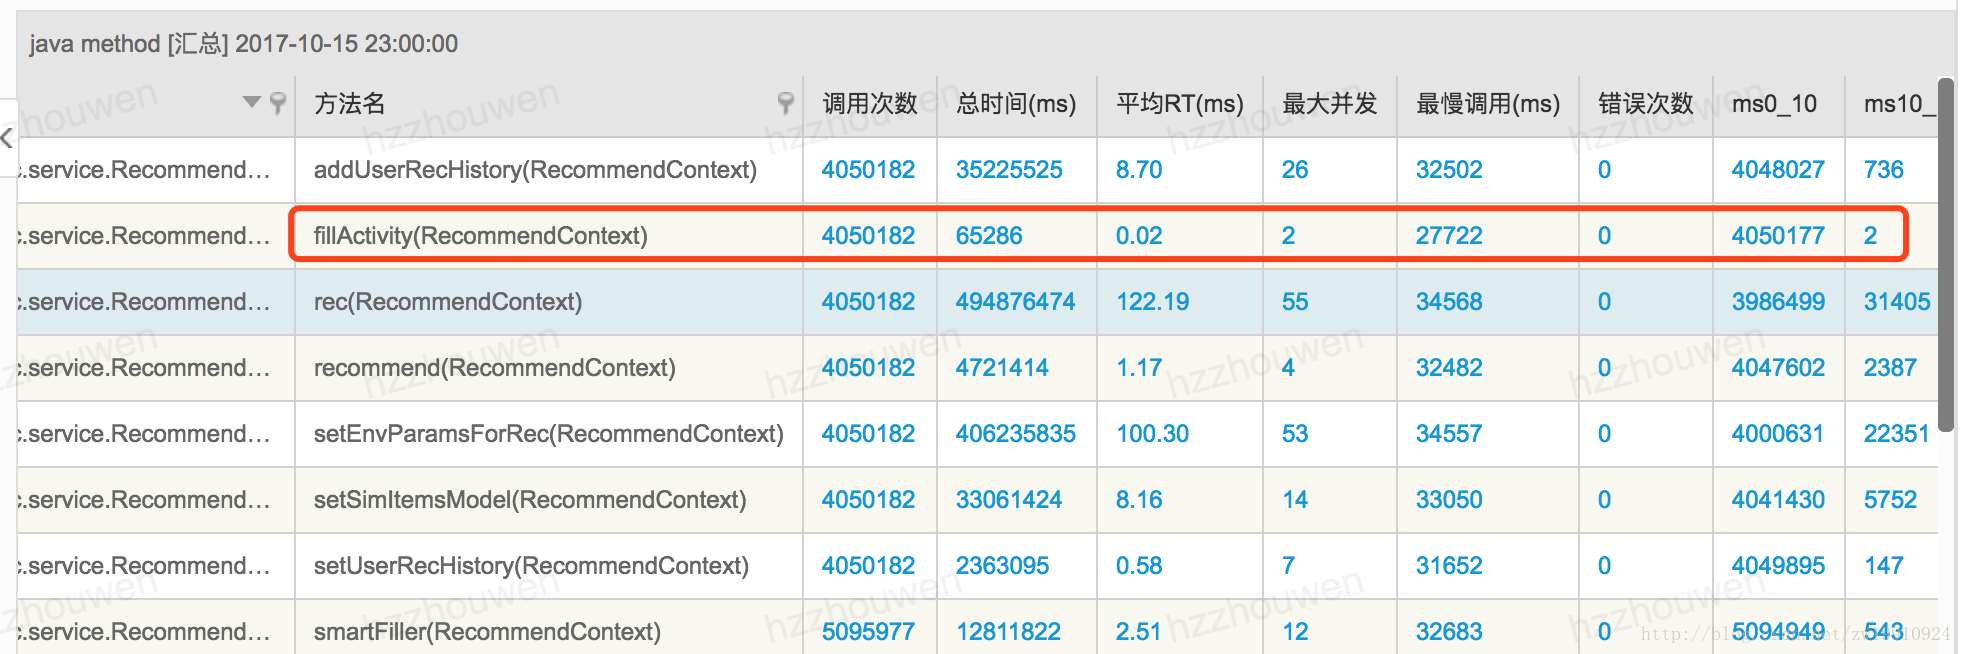 java method [汇总] 2017-10-15 23:00:00
方法名 调用次数 总时间(ms) 平均RT(ms) 最大并发 最慢调用(ms) 错误次数 ms0_10 ms10_
c.service.Recommend... addUserRecHistory(RecommendContext) 4050182 35225525 8.70 26 32502 0 4048027 736
c.service.Recommend... fillActivity(RecommendContext) 4050182 65286 0.02 2 27722 0 4050177 2
c.service.Recommend... rec(RecommendContext) 4050182 494876474 122.19 55 34568 0 3986499 31405
c.service.Recommend... recommend(RecommendContext) 4050182 4721414 1.17 4 32482 0 4047602 2387
c.service.Recommend... setEnvParamsForRec(RecommendContext) 4050182 406235835 100.30 53 34557 0 4000631 22351
c.service.Recommend... setSimItemsModel(RecommendContext) 4050182 33061424 8.16 14 33050 0 4041430 5752
c.service.Recommend... setUserRecHistory(RecommendContext) 4050182 2363095 0.58 7 31652 0 4049895 147
c.service.Recommend... smartFiller(RecommendContext) 5095977 12811822 2.51 12 32683 0 5094949 543
hzzhouwen